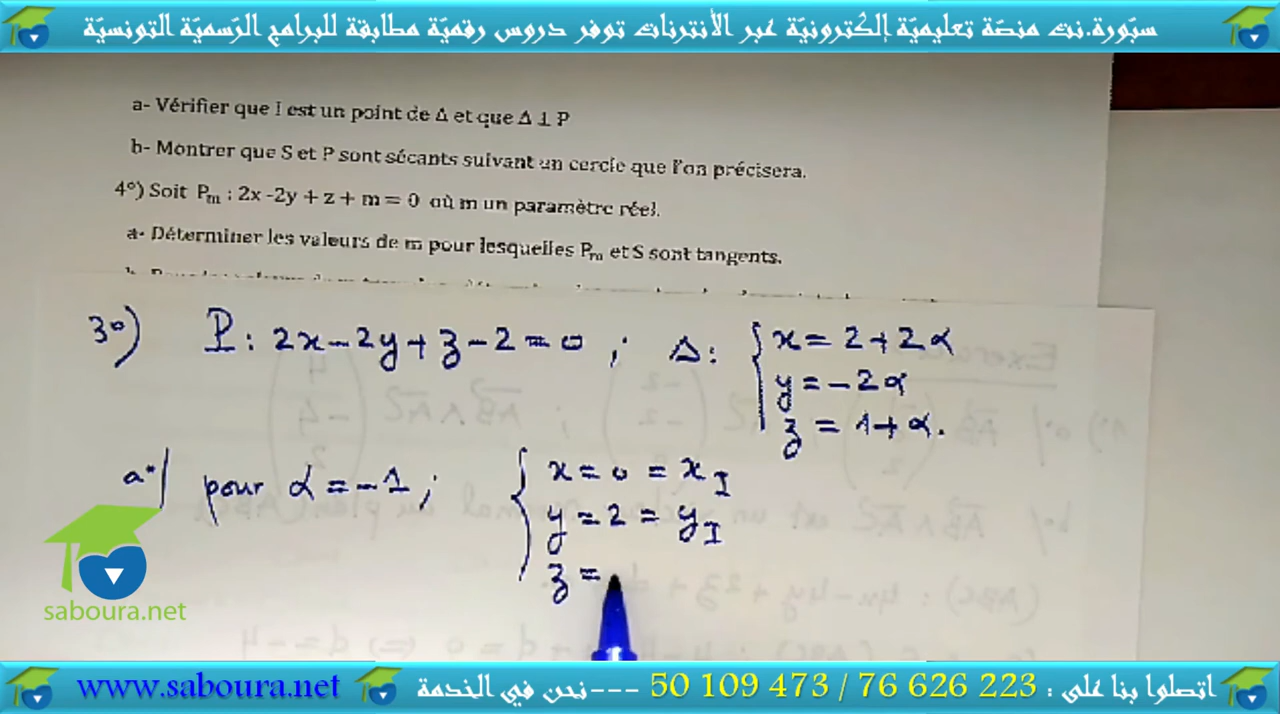 سبّورة.نت منصّة تعليميّة إلكترونيّة عبر الأنترنات توفر دروس رقميّة مطابقة للبرامج الرّسميّة التونسيّة
a- Vérifier que I est un point de Δ et que Δ ⊥ P
b- Montrer que S et P sont sécants suivant un cercle que l'on précisera.
4°) Soit Pₘ : 2x -2y + z + m = 0 où m un paramètre réel.
a- Déterminer les valeurs de m pour lesquelles Pₘ et S sont tangents.
3°) P: 2x-2y+z-2=0 ; Δ: { x=2+2α
y=-2α
z=1+α.
a°/ pour α=-1; { x=0=x_I
y=2=y_I
z=
saboura.net
www.saboura.net اتصلوا بنا على : 50 109 473 / 76 626 223 ---نحن في الخدمة